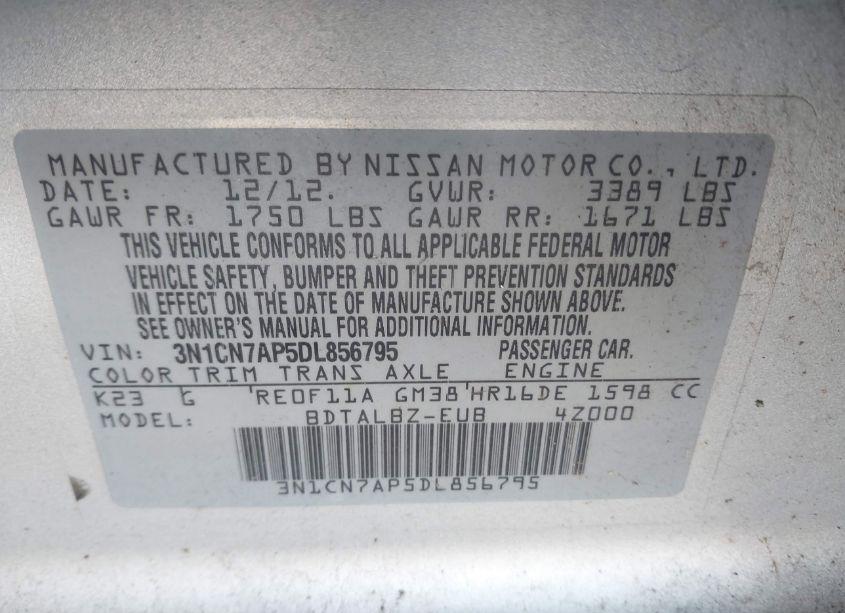 MANUFACTURED BY NISSAN MOTOR CO., LTD.
DATE: 12/12. GVWR: 3389 LBS
GAWR FR: 1750 LBS GAWR RR: 1671 LBS
THIS VEHICLE CONFORMS TO ALL APPLICABLE FEDERAL MOTOR
VEHICLE SAFETY, BUMPER AND THEFT PREVENTION STANDARDS
IN EFFECT ON THE DATE OF MANUFACTURE SHOWN ABOVE.
SEE OWNER'S MANUAL FOR ADDITIONAL INFORMATION.
VIN: 3N1CN7AP5DL856795 PASSENGER CAR.
COLOR TRIM TRANS AXLE ENGINE
K23 G 'RE0F11A GM38 'HR16DE 1598 CC
MODEL: BDTALBZ-EUB 4Z000
3N1CN7AP5DL856795